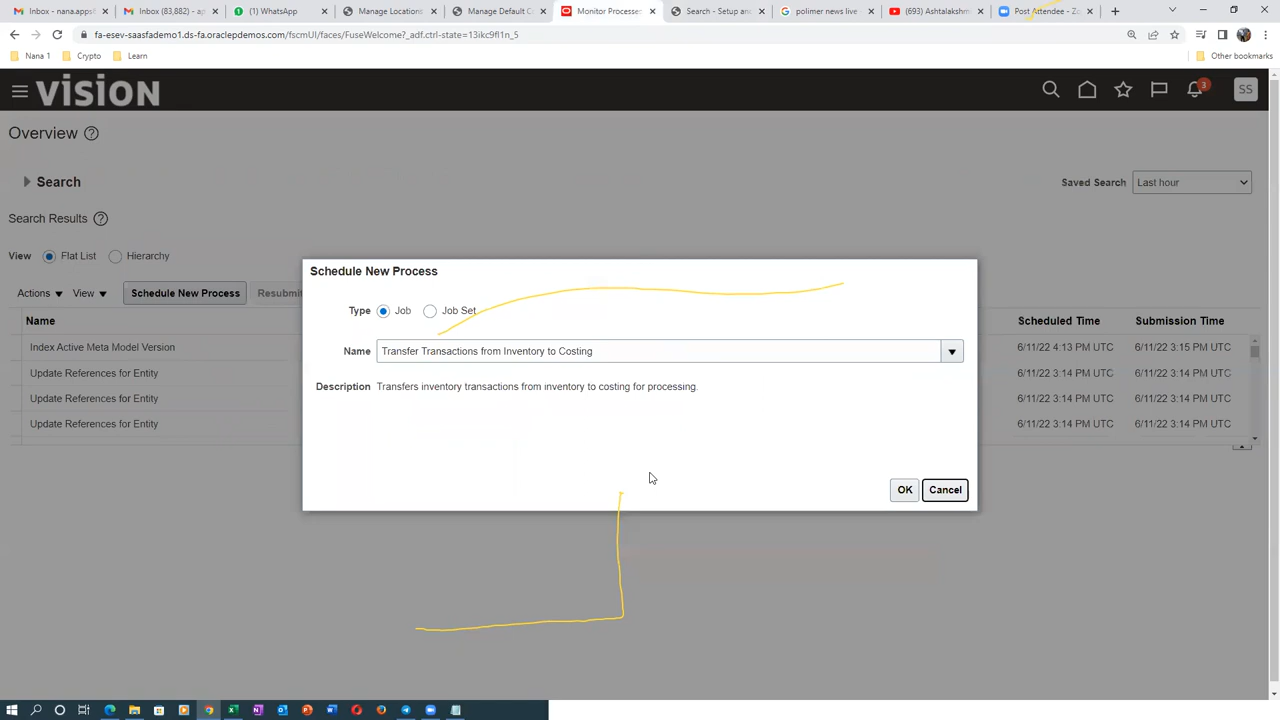 Inbox - nana.apps8
Inbox (83,882) - ap
(1) WhatsApp
Manage Locations
Manage Default C
Monitor Processes
Search - Setup and
polimer news live -
(693) Ashtalakshm
Post Attendee - Zo
fa-esev-saasfademo1.ds-fa.oraclepdemos.com/fscmUI/faces/FuseWelcome?_adf.ctrl-state=13ikc9fl1n_5
Nana 1
Crypto
Learn
Other bookmarks
VISION
3
SS
Overview
Search
Saved Search
Last hour
Search Results
View
Flat List
Hierarchy
Actions
View
Schedule New Process
Resubmit
Name
Scheduled Time
Submission Time
Index Active Meta Model Version
6/11/22 4:13 PM UTC
6/11/22 3:15 PM UTC
Update References for Entity
6/11/22 3:14 PM UTC
6/11/22 3:14 PM UTC
Update References for Entity
6/11/22 3:14 PM UTC
6/11/22 3:14 PM UTC
Update References for Entity
6/11/22 3:14 PM UTC
6/11/22 3:14 PM UTC
Schedule New Process
Type
Job
Job Set
Name
Transfer Transactions from Inventory to Costing
Description
Transfers inventory transactions from inventory to costing for processing.
OK
Cancel